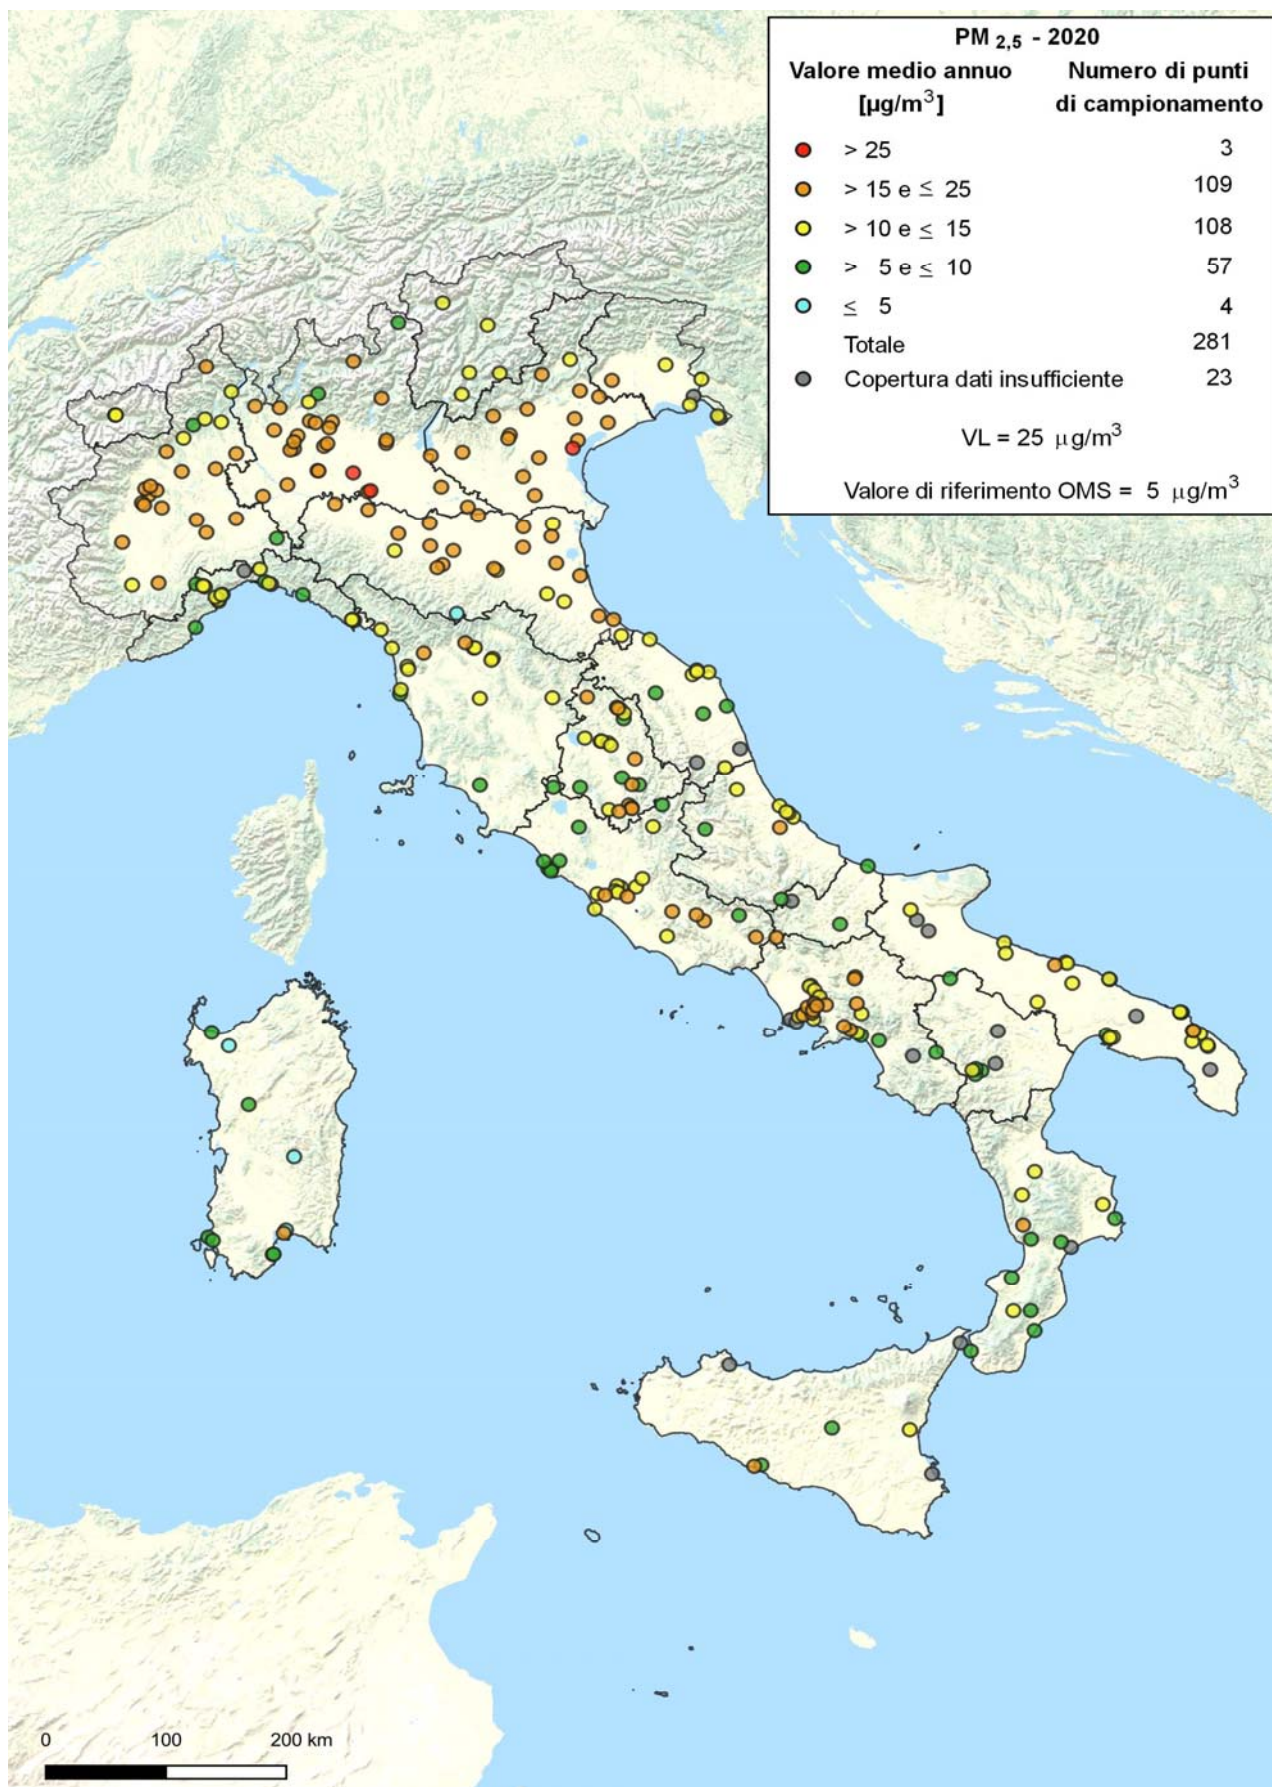 PM 2,5 - 2020
Valore medio annuo [µg/m3] Numero di punti di campionamento
> 25 3
> 15 e ≤ 25 109
> 10 e ≤ 15 108
> 5 e ≤ 10 57
≤ 5 4
Totale 281
Copertura dati insufficiente 23
VL = 25 µg/m3
Valore di riferimento OMS = 5 µg/m3
0 100 200 km